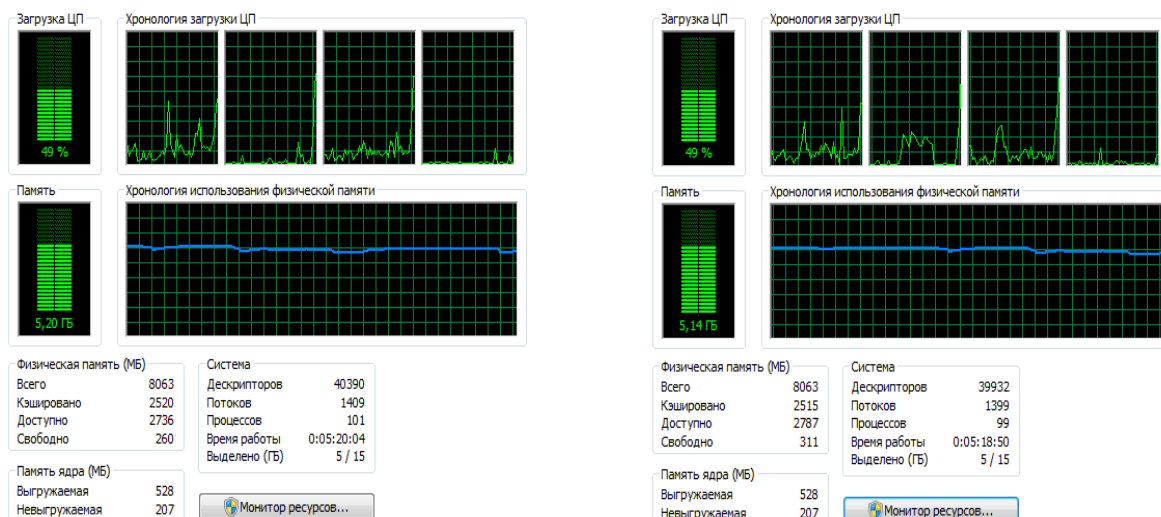 Загрузка ЦП
Хронология загрузки ЦП
49 %
Память
Хронология использования физической памяти
5,20 ГБ
Физическая память (МБ)
Всего 8063
Кэшировано 2520
Доступно 2736
Свободно 260
Система
Дескрипторов 40390
Потоков 1409
Процессов 101
Время работы 0:05:20:04
Выделено (ГБ) 5 / 15
Память ядра (МБ)
Выгружаемая 528
Невыгружаемая 207
Монитор ресурсов...
Загрузка ЦП
Хронология загрузки ЦП
49 %
Память
Хронология использования физической памяти
5,14 ГБ
Физическая память (МБ)
Всего 8063
Кэшировано 2515
Доступно 2787
Свободно 311
Система
Дескрипторов 39932
Потоков 1399
Процессов 99
Время работы 0:05:18:50
Выделено (ГБ) 5 / 15
Память ядра (МБ)
Выгружаемая 528
Невыгружаемая 207
Монитор ресурсов...